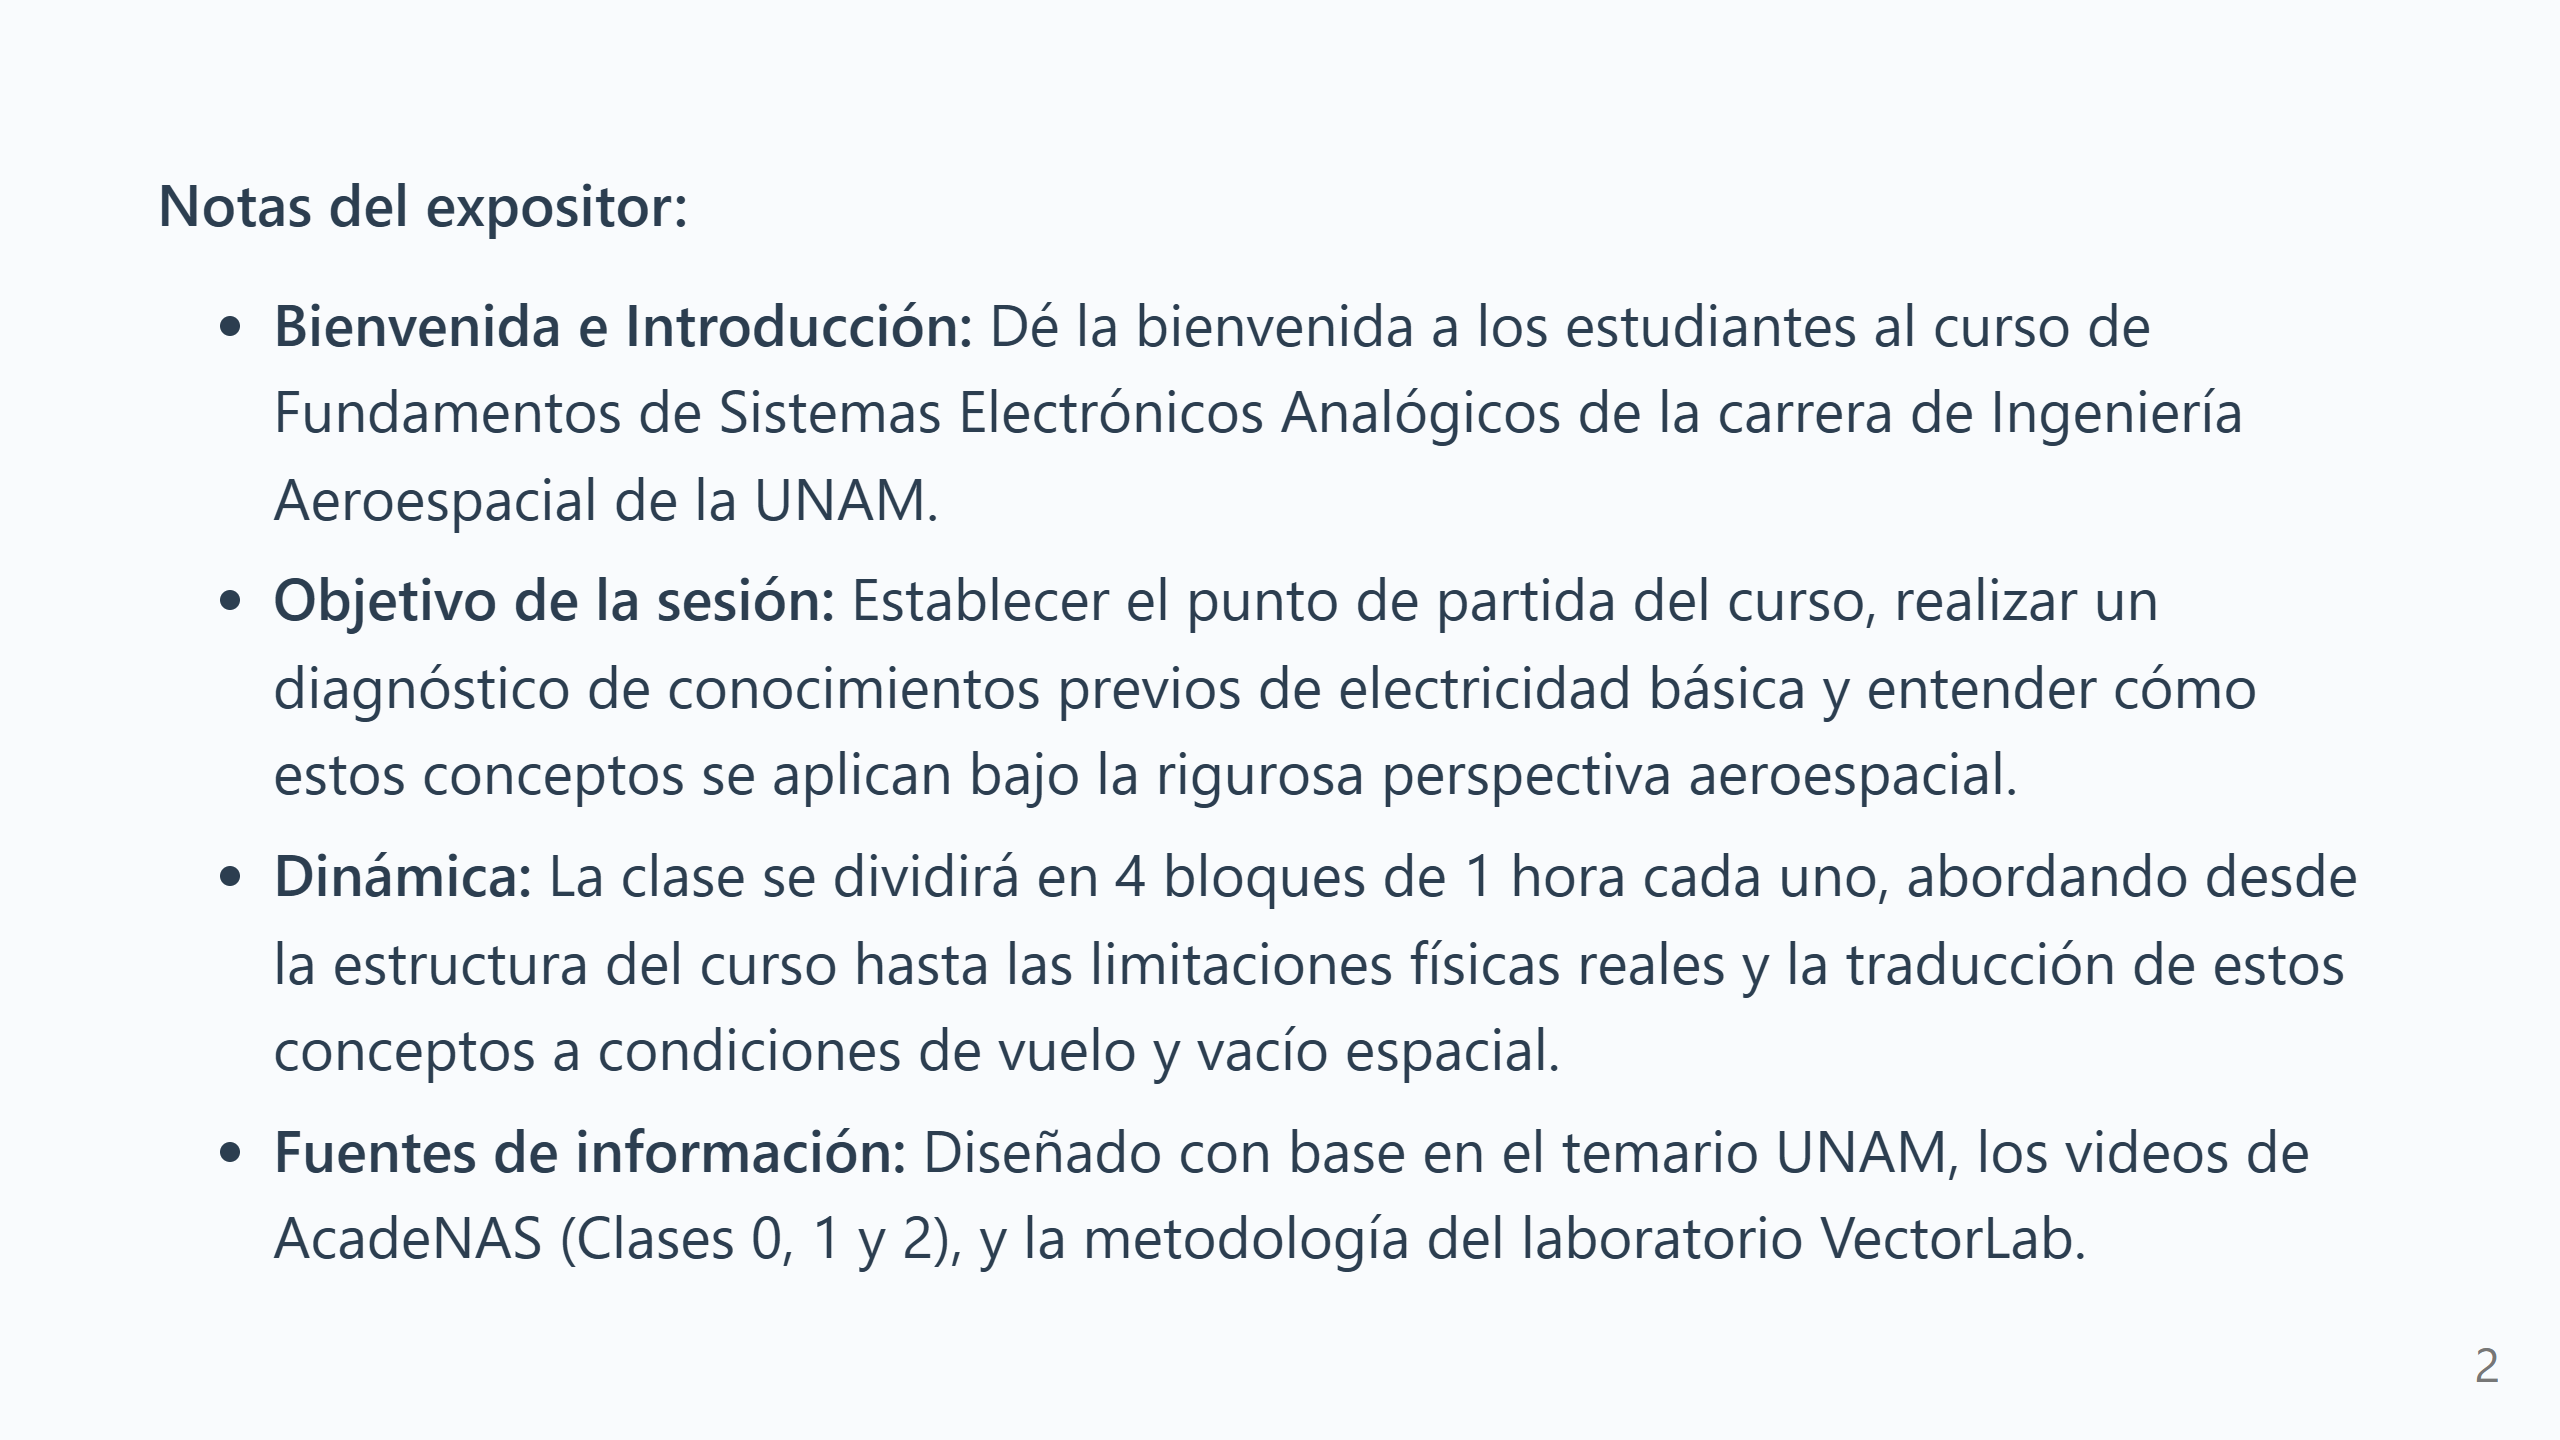 Notas del expositor:
• Bienvenida e Introducción: Dé la bienvenida a los estudiantes al curso de
Fundamentos de Sistemas Electrónicos Analógicos de la carrera de Ingeniería
Aeroespacial de la UNAM.
• Objetivo de la sesión: Establecer el punto de partida del curso, realizar un
diagnóstico de conocimientos previos de electricidad básica y entender cómo
estos conceptos se aplican bajo la rigurosa perspectiva aeroespacial.
• Dinámica: La clase se dividirá en 4 bloques de 1 hora cada uno, abordando desde
la estructura del curso hasta las limitaciones físicas reales y la traducción de estos
conceptos a condiciones de vuelo y vacío espacial.
• Fuentes de información: Diseñado con base en el temario UNAM, los videos de
AcadeNAS (Clases 0, 1 y 2), y la metodología del laboratorio VectorLab.
2